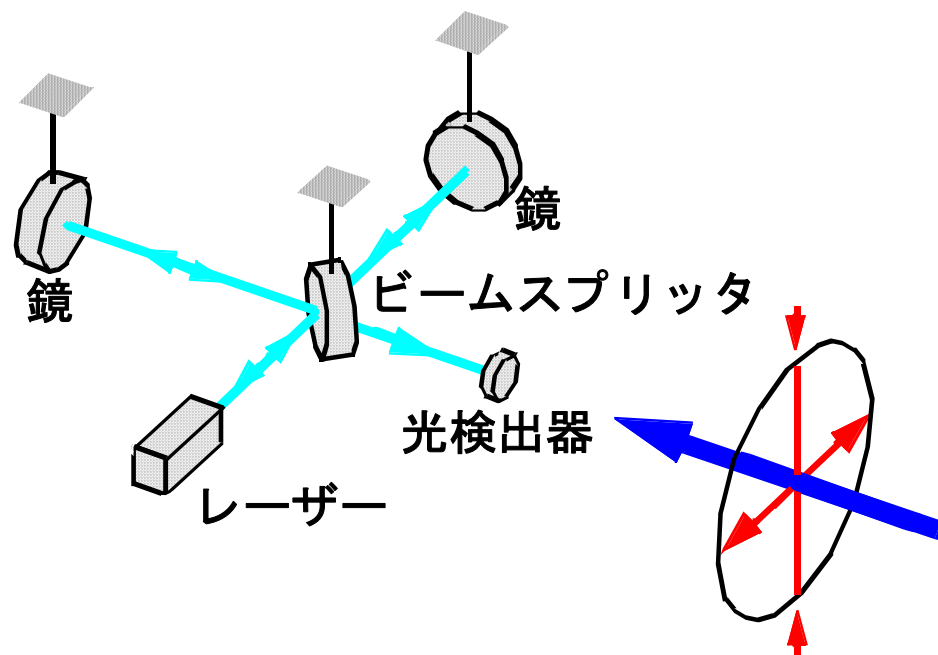 鏡
鏡
ビームスプリッタ
光検出器
レーザー